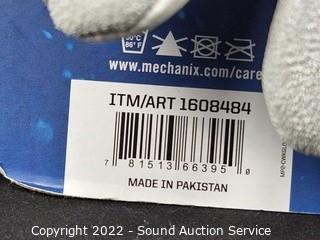 30°C
86°F
www.mechanix.com/care
ITM/ART 1608484
7 81513 66395 0
MADE IN PAKISTAN
Copyright 2022 - Sound Auction Service